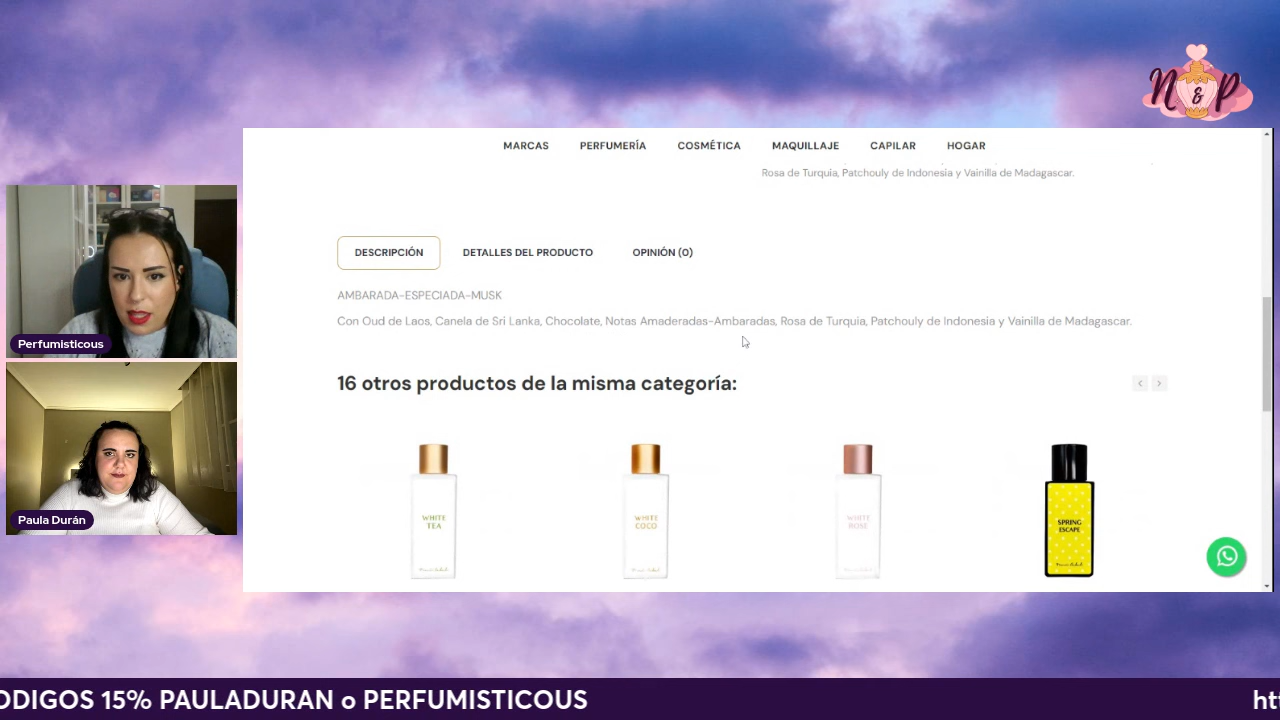 N & P
MARCAS PERFUMERÍA COSMÉTICA MAQUILLAJE CAPILAR HOGAR
Rosa de Turquia, Patchouly de Indonesia y Vainilla de Madagascar.
DESCRIPCIÓN DETALLES DEL PRODUCTO OPINIÓN (0)
AMBARADA-ESPECIADA-MUSK
Con Oud de Laos, Canela de Sri Lanka, Chocolate, Notas Amaderadas-Ambaradas, Rosa de Turquia, Patchouly de Indonesia y Vainilla de Madagascar.
16 otros productos de la misma categoría:
WHITE
TEA
WHITE
COCO
WHITE
ROSE
SPRING
ESCAPE
Perfumisticous
Paula Durán
ODIGOS 15% PAULADURAN o PERFUMISTICOUS